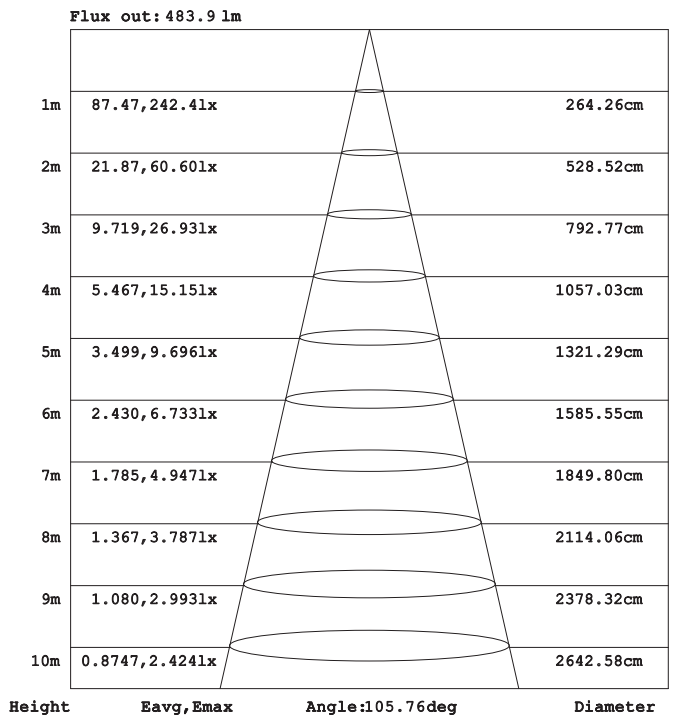 Flux out: 483.9 lm
1m 87.47,242.4lx 264.26cm
2m 21.87,60.60lx 528.52cm
3m 9.719,26.93lx 792.77cm
4m 5.467,15.15lx 1057.03cm
5m 3.499,9.696lx 1321.29cm
6m 2.430,6.733lx 1585.55cm
7m 1.785,4.947lx 1849.80cm
8m 1.367,3.787lx 2114.06cm
9m 1.080,2.993lx 2378.32cm
10m 0.8747,2.424lx 2642.58cm
Height Eavg,Emax Angle:105.76deg Diameter